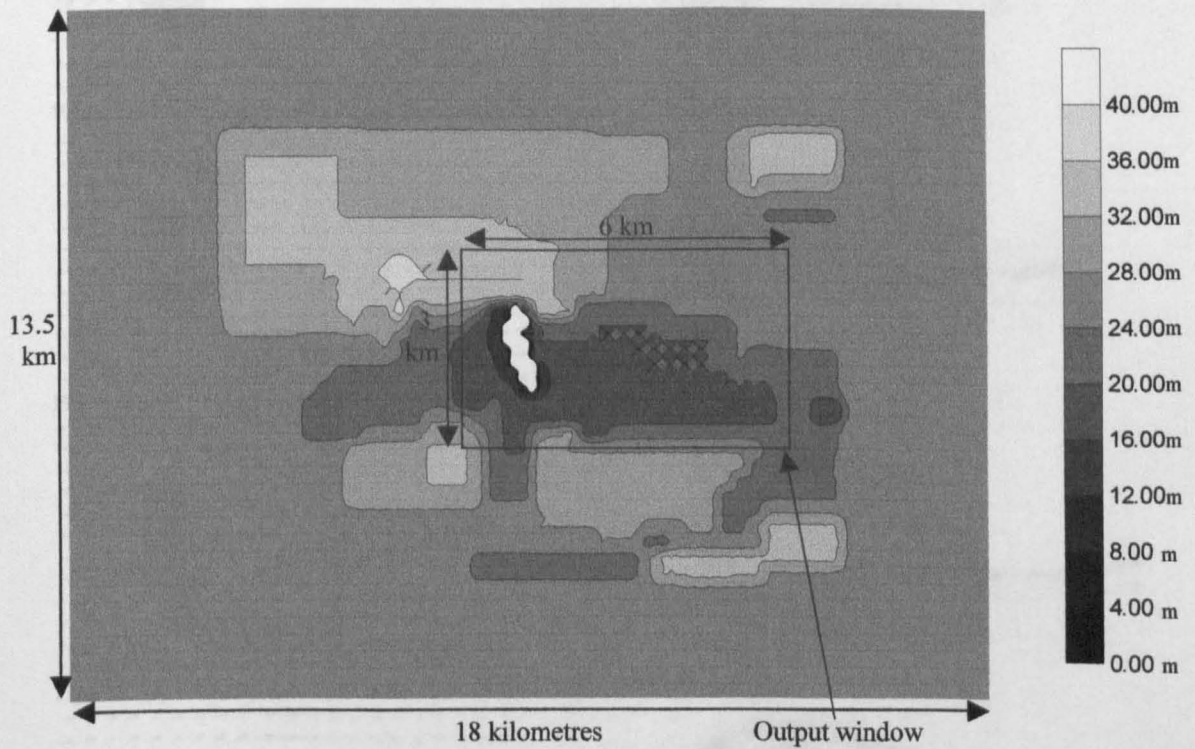 6 km
3
km
13.5
km
40.00m
36.00m
32.00m
28.00m
24.00m
20.00m
16.00m
12.00m
8.00 m
4.00 m
0.00 m
18 kilometres
Output window